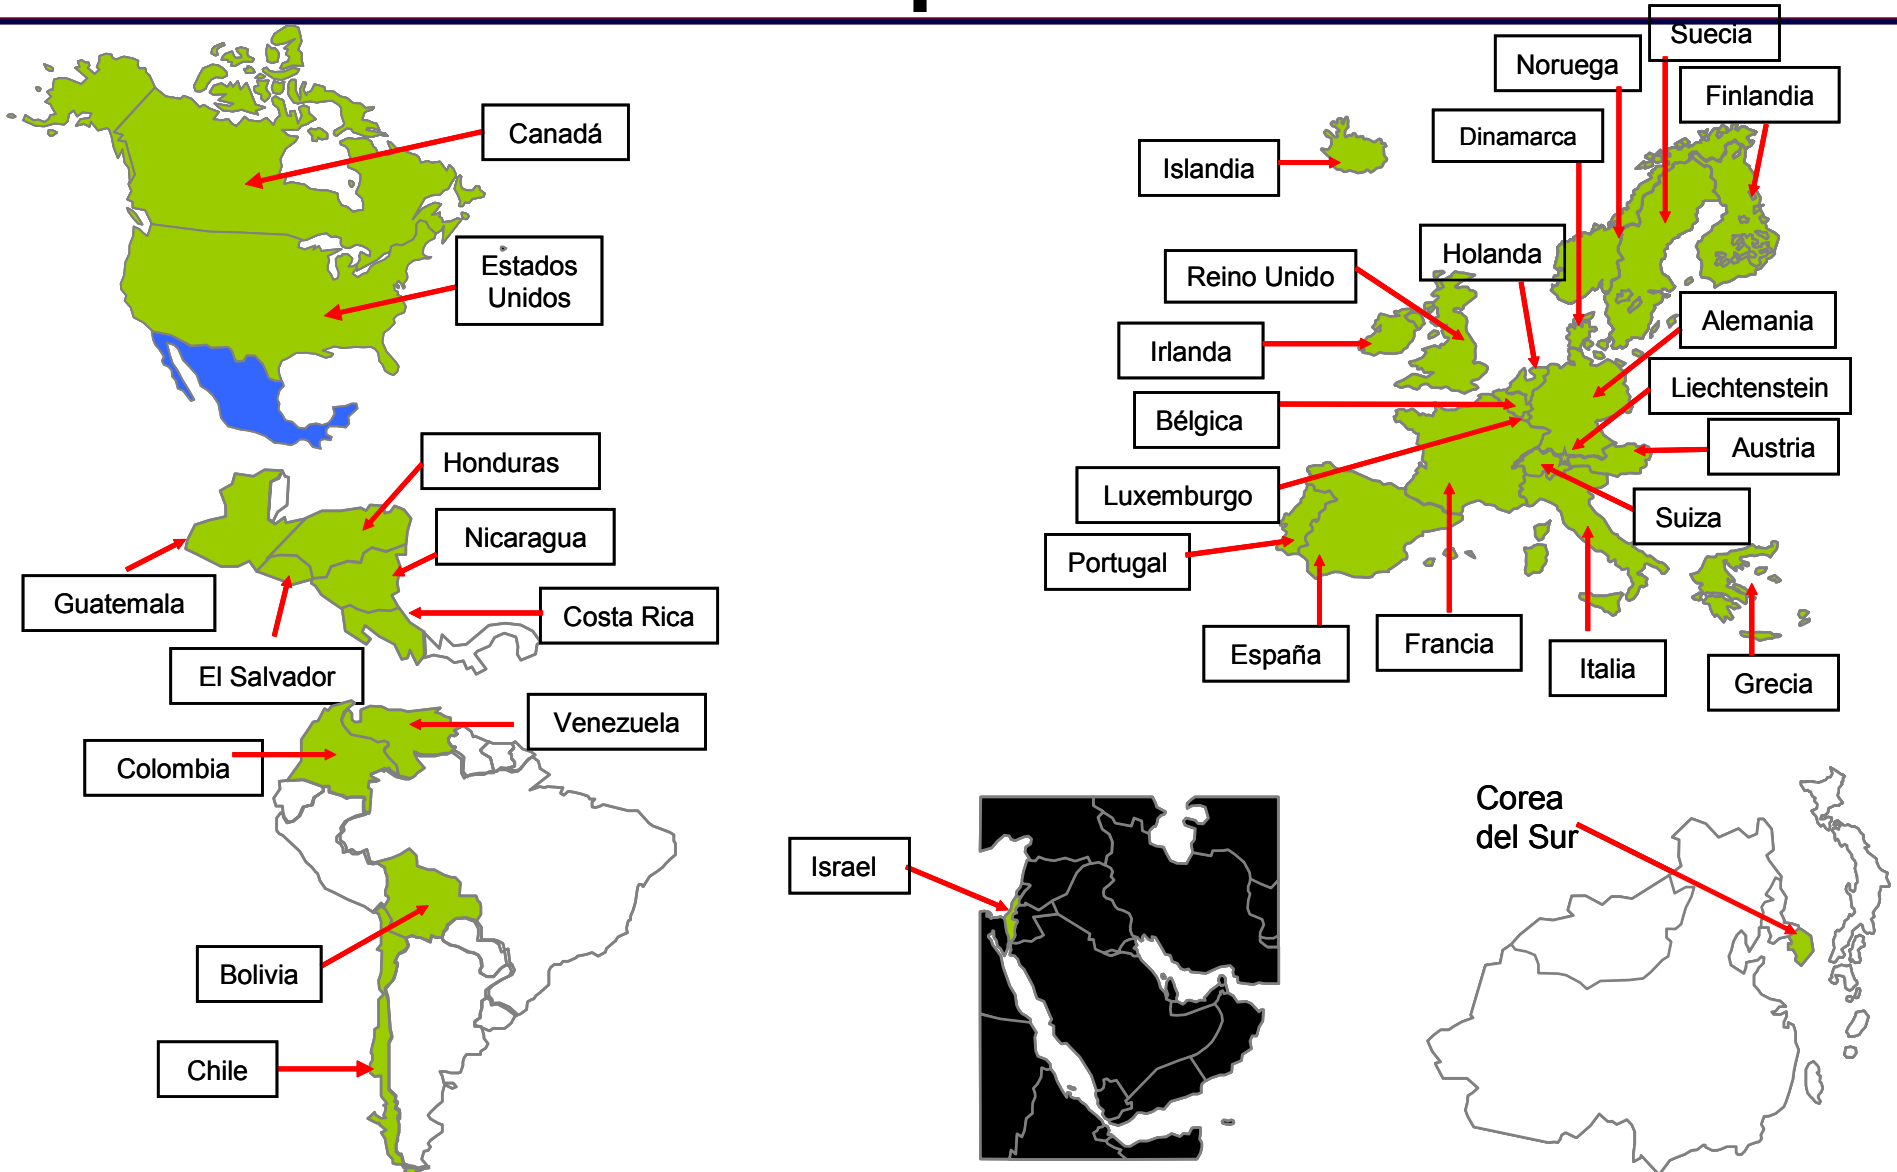 Suecia
Noruega
Finlandia
Dinamarca
Canadá
Islandia
Holanda
Estados
Unidos
Reino Unido
Alemania
Irlanda
Liechtenstein
Bélgica
Austria
Honduras
Luxemburgo
Suiza
Nicaragua
Portugal
Guatemala
Costa Rica
España
Francia
Italia
El Salvador
Grecia
Venezuela
Colombia
Corea
del Sur
Israel
Bolivia
Chile